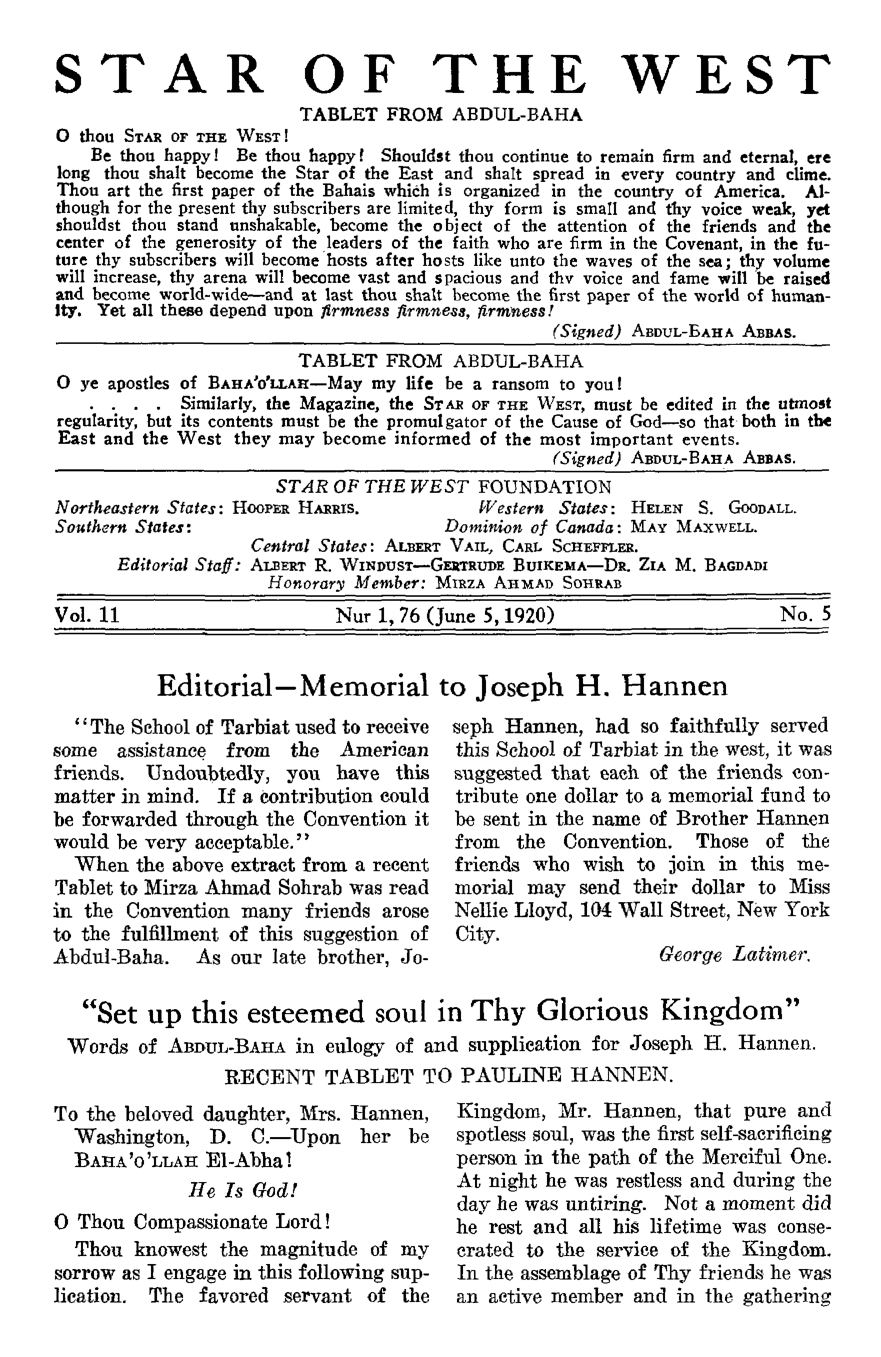 STAR OF THE WEST
TABLET FROM ABDUL-BAHA
O thou STAR OF THE WEST!
Be thou happy! Be thou happy! Shouldst thou continue to remain firm and eternal, ere
long thou shalt become the Star of the East and shalt spread in every country and clime.
Thou art the first paper of the Bahais which is organized in the country of America. Al-
though for the present thy subscribers are limited, thy form is small and thy voice weak, yet
shouldst thou stand unshakable, become the object of the attention of the friends and the
center of the generosity of the leaders of the faith who are firm in the Covenant, in the fu-
ture thy subscribers will become hosts after hosts like unto the waves of the sea; thy volume
will increase, thy arena will become vast and spacious and thv voice and fame will be raised
and become world-wide—and at last thou shalt become the first paper of the world of human-
ity. Yet all these depend upon firmness firmness, firmness!
(Signed) ABDUL-BAHA ABBAS.
TABLET FROM ABDUL-BAHA
O ye apostles of BAHA'O'LLAH—May my life be a ransom to you!
. . . . Similarly, the Magazine, the STAR OF THE WEST, must be edited in the utmost
regularity, but its contents must be the promulgator of the Cause of God—so that both in the
East and the West they may become informed of the most important events.
(Signed) ABDUL-BAHA ABBAS.
STAR OF THE WEST FOUNDATION
Northeastern States: HOOPER HARRIS. Western States: HELEN S. GOODALL.
Southern States: Dominion of Canada: MAY MAXWELL.
Central States: ALBERT VAIL, CARL SCHEFFLER.
Editorial Staff: ALBERT R. WINDUST—GERTRUDE BUIKEMA—DR. ZIA M. BAGDADI
Honorary Member: MIRZA AHMAD SOHRAB
Vol. 11 Nur 1, 76 (June 5, 1920) No. 5
Editorial—Memorial to Joseph H. Hannen
"The School of Tarbiat used to receive
some assistance from the American
friends. Undoubtedly, you have this
matter in mind. If a contribution could
be forwarded through the Convention it
would be very acceptable."
When the above extract from a recent
Tablet to Mirza Ahmad Sohrab was read
in the Convention many friends arose
to the fulfillment of this suggestion of
Abdul-Baha. As our late brother, Jo-
seph Hannen, had so faithfully served
this School of Tarbiat in the west, it was
suggested that each of the friends con-
tribute one dollar to a memorial fund to
be sent in the name of Brother Hannen
from the Convention. Those of the
friends who wish to join in this me-
morial may send their dollar to Miss
Nellie Lloyd, 104 Wall Street, New York
City.
George Latimer.
"Set up this esteemed soul in Thy Glorious Kingdom"
Words of ABDUL-BAHA in eulogy of and supplication for Joseph H. Hannen.
RECENT TABLET TO PAULINE HANNEN.
To the beloved daughter, Mrs. Hannen,
Washington, D. C.—Upon her be
BAHA'O'LLAH El-Abha!
He Is God!
O Thou Compassionate Lord!
Thou knowest the magnitude of my
sorrow as I engage in this following sup-
lication. The favored servant of the
Kingdom, Mr. Hannen, that pure and
spotless soul, was the first self-sacrificing
person in the path of the Merciful One.
At night he was restless and during the
day he was untiring. Not a moment did
he rest and all his lifetime was conse-
crated to the service of the Kingdom.
In the assemblage of Thy friends he was
an active member and in the gathering